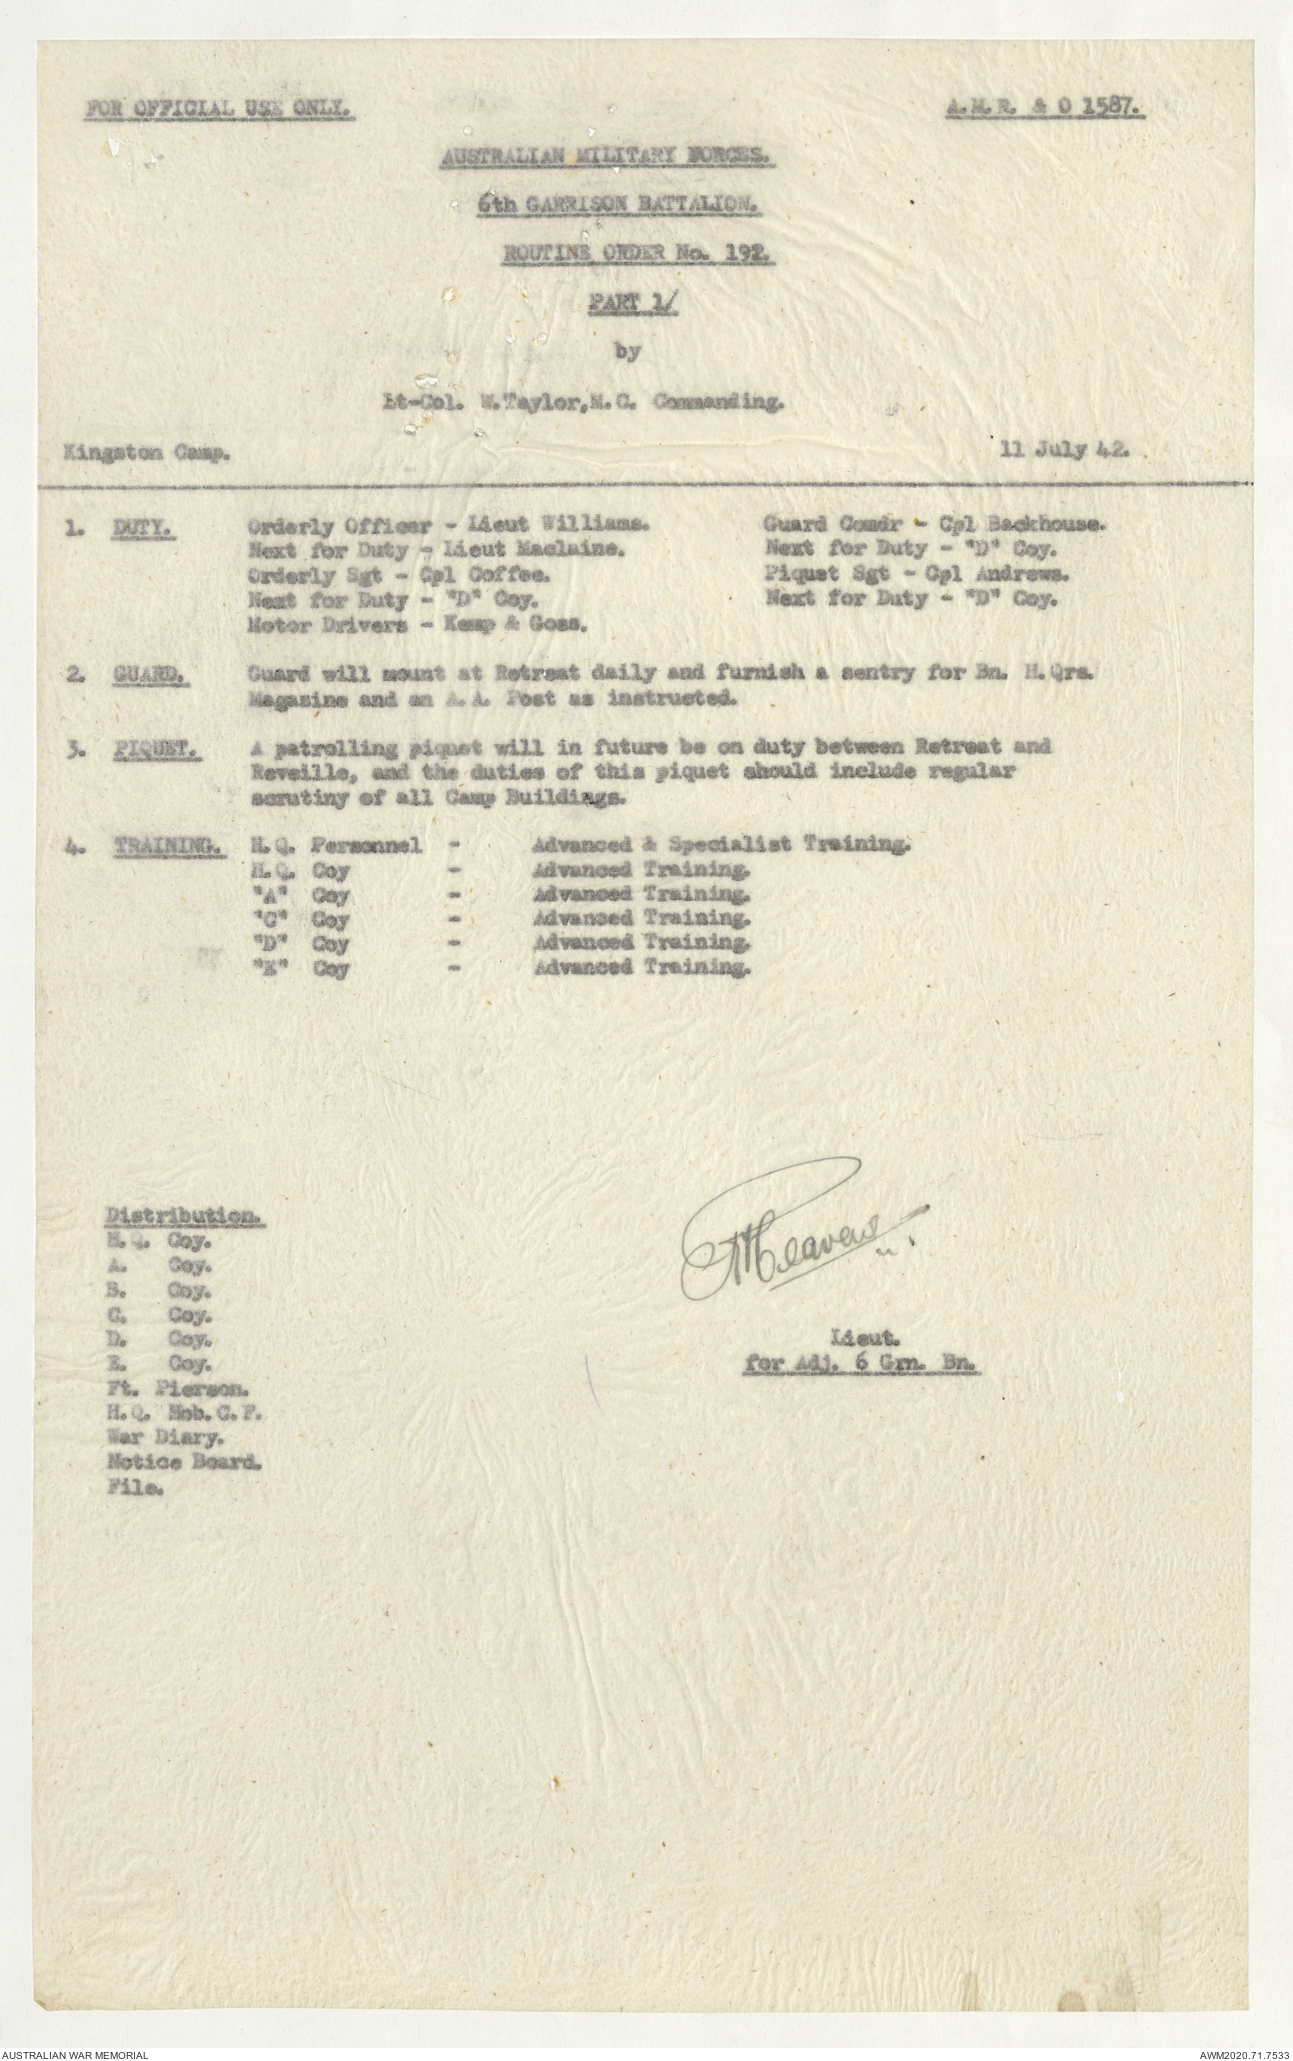 FOR OFFICIAL USE ONLY.
A.M.R. & O 1587.
AUSTRALIAN MILITARY FORCES.
6th GARRISON BATTALION.
ROUTINE ORDER No. 192.
PART 1/
by
Lt-Col. W.Taylor,M.C. Commanding.
Kingston Camp.
11 July 42.
1. DUTY. Orderly Officer - Lieut Williams. Guard Comdr - Cpl Backhouse.
Next for Duty - Lieut Maclaine. Next for Duty - "D" Coy.
Orderly Sgt - Cpl Coffee. Piquet Sgt - Cpl Andrews.
Next for Duty - "D" Coy. Next for Duty - "D" Coy.
Motor Drivers - Kemp & Goss.
2. GUARD. Guard will mount at Retreat daily and furnish a sentry for Bn. H.Qrs.
Magazine and an A.A. Post as instructed.
3. PIQUET. A patrolling piquet will in future be on duty between Retreat and
Reveille, and the duties of this piquet should include regular
scrutiny of all Camp Buildings.
4. TRAINING. H.Q. Personnel - Advanced & Specialist Training.
H.Q. Coy - Advanced Training.
"A" Coy - Advanced Training.
"C" Coy - Advanced Training.
"D" Coy - Advanced Training.
"E" Coy - Advanced Training.
Distribution.
H.Q. Coy.
A. Coy.
S. Coy.
C. Coy.
D. Coy.
E. Coy.
Ft. Pierson.
H.Q. Mob.C.F.
War Diary.
Notice Board.
File.
Lieut.
for Adj. 6 Grn. Bn.
AUSTRALIAN WAR MEMORIAL
AWM2020.71.7533